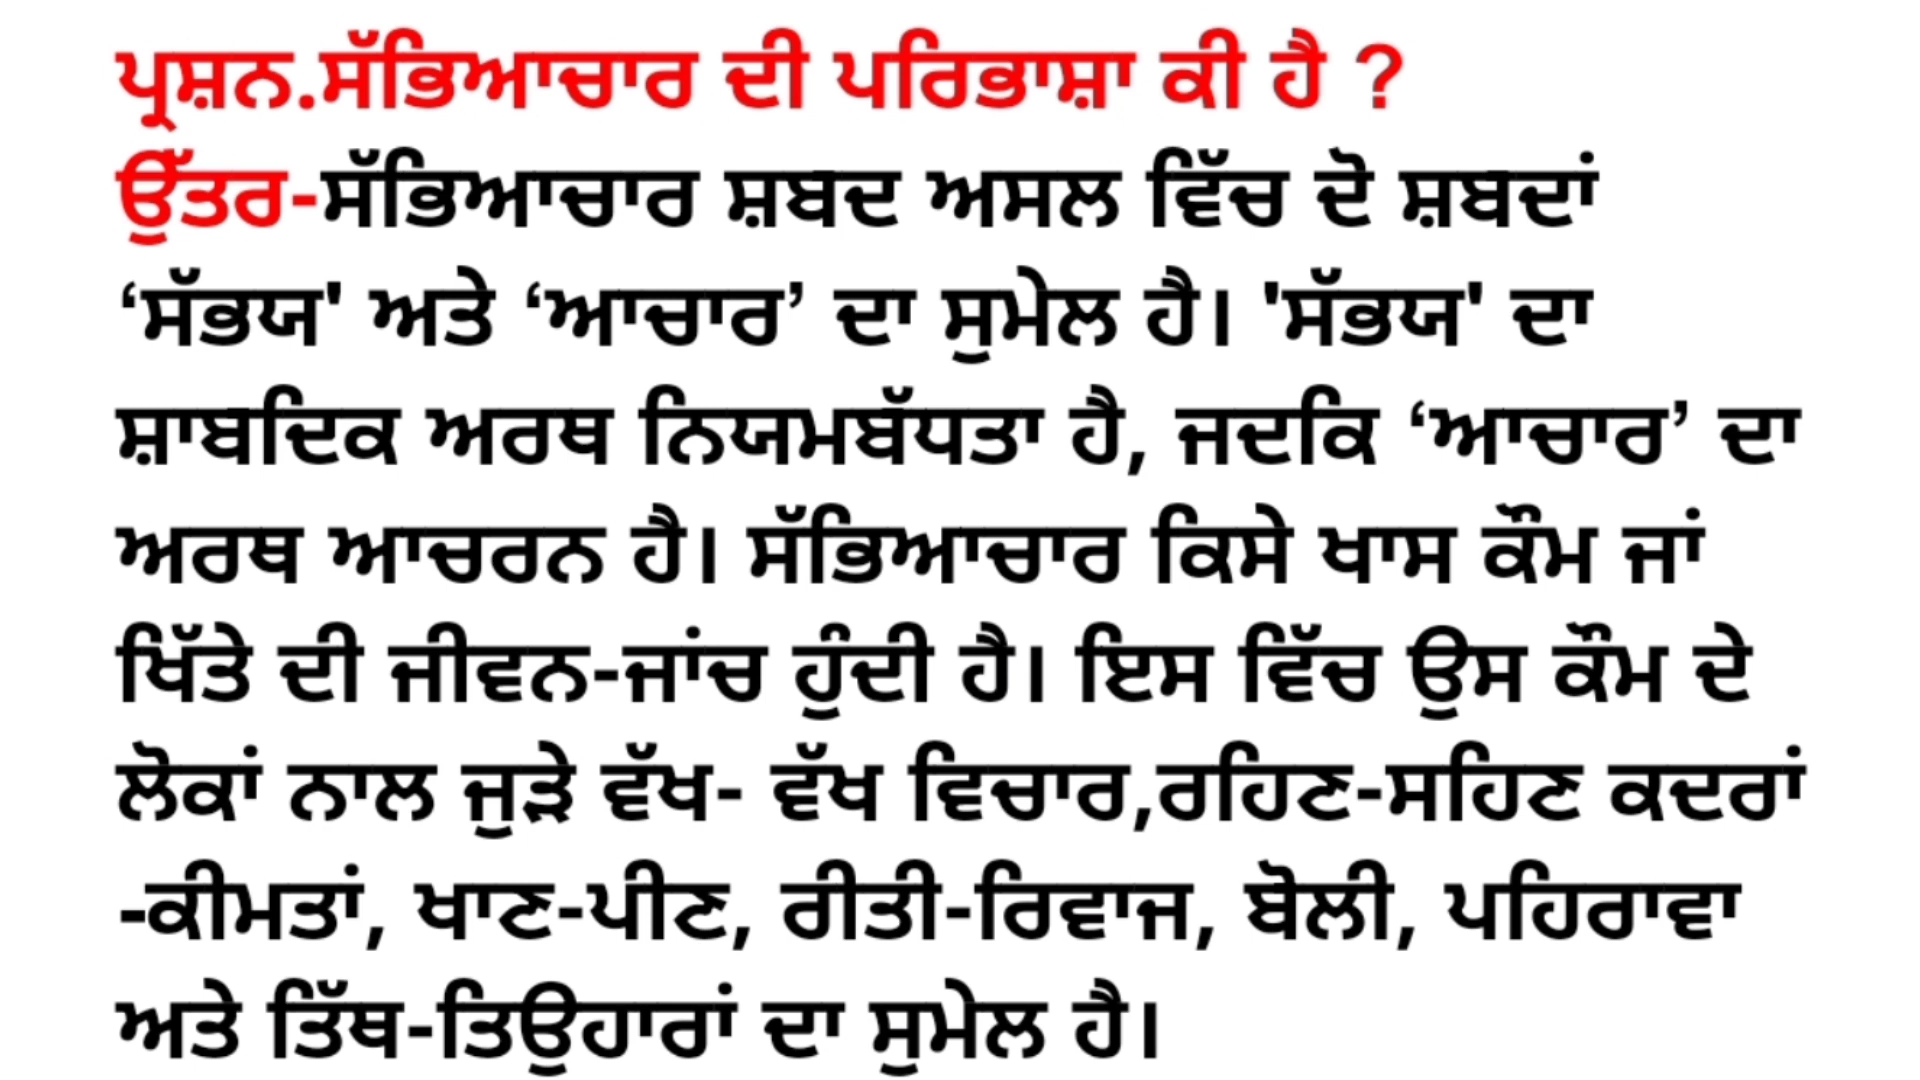 ਪ੍ਰਸ਼ਨ.ਸੱਭਿਆਚਾਰ ਦੀ ਪਰਿਭਾਸ਼ਾ ਕੀ ਹੈ ?
ਉੱਤਰ-ਸੱਭਿਆਚਾਰ ਸ਼ਬਦ ਅਸਲ ਵਿੱਚ ਦੋ ਸ਼ਬਦਾਂ
‘ਸੱਭਯ' ਅਤੇ ‘ਆਚਾਰ’ ਦਾ ਸੁਮੇਲ ਹੈ। 'ਸੱਭਯ' ਦਾ
ਸ਼ਾਬਦਿਕ ਅਰਥ ਨਿਯਮਬੱਧਤਾ ਹੈ, ਜਦਕਿ ‘ਆਚਾਰ’ ਦਾ
ਅਰਥ ਆਚਰਨ ਹੈ। ਸੱਭਿਆਚਾਰ ਕਿਸੇ ਖਾਸ ਕੌਮ ਜਾਂ
ਖਿੱਤੇ ਦੀ ਜੀਵਨ-ਜਾਂਚ ਹੁੰਦੀ ਹੈ। ਇਸ ਵਿੱਚ ਉਸ ਕੌਮ ਦੇ
ਲੋਕਾਂ ਨਾਲ ਜੁੜੇ ਵੱਖ- ਵੱਖ ਵਿਚਾਰ,ਰਹਿਣ-ਸਹਿਣ ਕਦਰਾਂ
-ਕੀਮਤਾਂ, ਖਾਣ-ਪੀਣ, ਰੀਤੀ-ਰਿਵਾਜ, ਬੋਲੀ, ਪਹਿਰਾਵਾ
ਅਤੇ ਤਿੱਥ-ਤਿਉਹਾਰਾਂ ਦਾ ਸੁਮੇਲ ਹੈ।